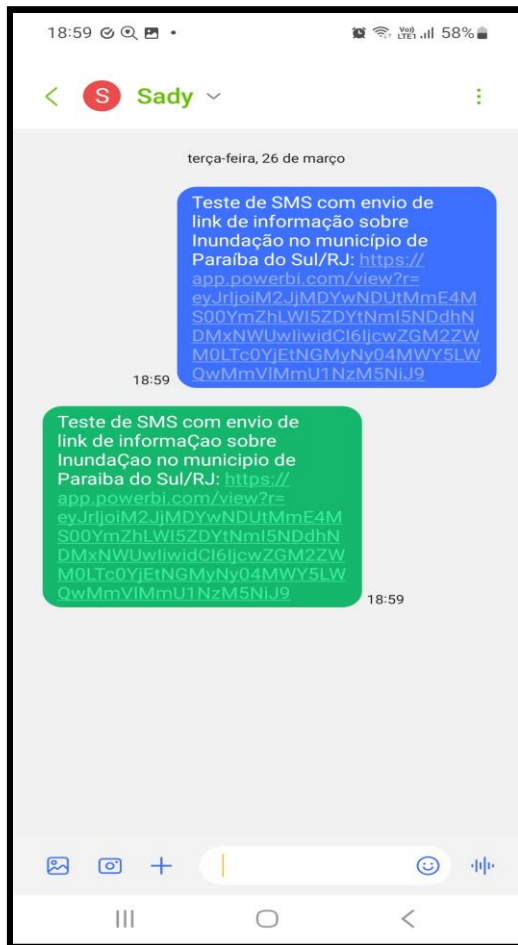 18:59
VoD) LTE1 58%
S Sady
terça-feira, 26 de março
Teste de SMS com envio de
link de informação sobre
Inundação no município de
Paraíba do Sul/RJ: https://
app.powerbi.com/view?r=
eyJrIjoiM2JjMDYwNDUtMmE4M
S00YmZhLWI5ZDYtNmI5NDdhN
DMxNWUwIiwidCI6IjcwZGM2ZW
M0LTc0YjEtNGMyNy04MWY5LW
QwMmVlMmU1NzM5NiJ9
18:59
Teste de SMS com envio de
link de informaÇao sobre
InundaÇao no municipio de
Paraiba do Sul/RJ: https://
app.powerbi.com/view?r=
eyJrIjoiM2JjMDYwNDUtMmE4M
S00YmZhLWI5ZDYtNmI5NDdhN
DMxNWUwIiwidCI6IjcwZGM2ZW
M0LTc0YjEtNGMyNy04MWY5LW
QwMmVlMmU1NzM5NiJ9
18:59